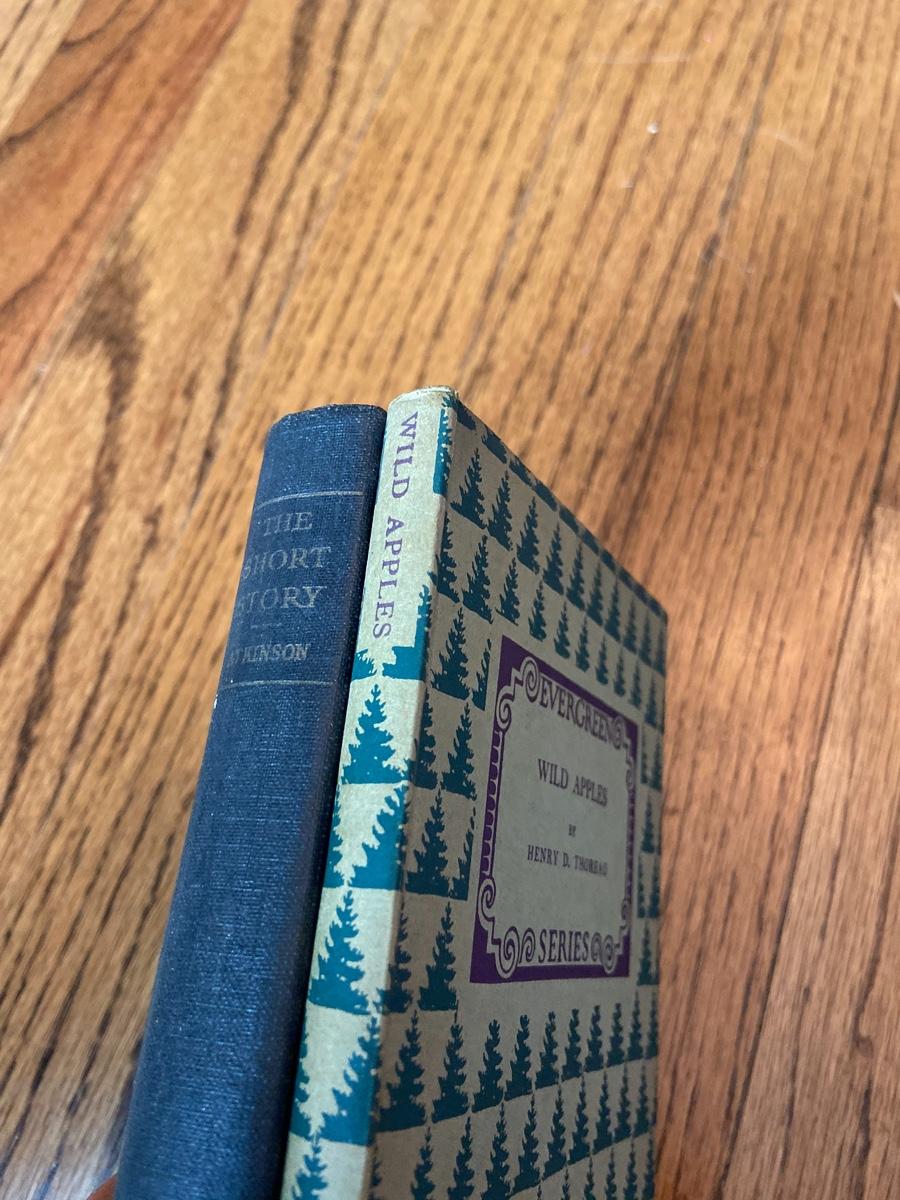 THE
SHORT
STORY
ATKINSON
WILD APPLES
EVERGREEN
WILD APPLES
BY
HENRY D. THOREAU
SERIES